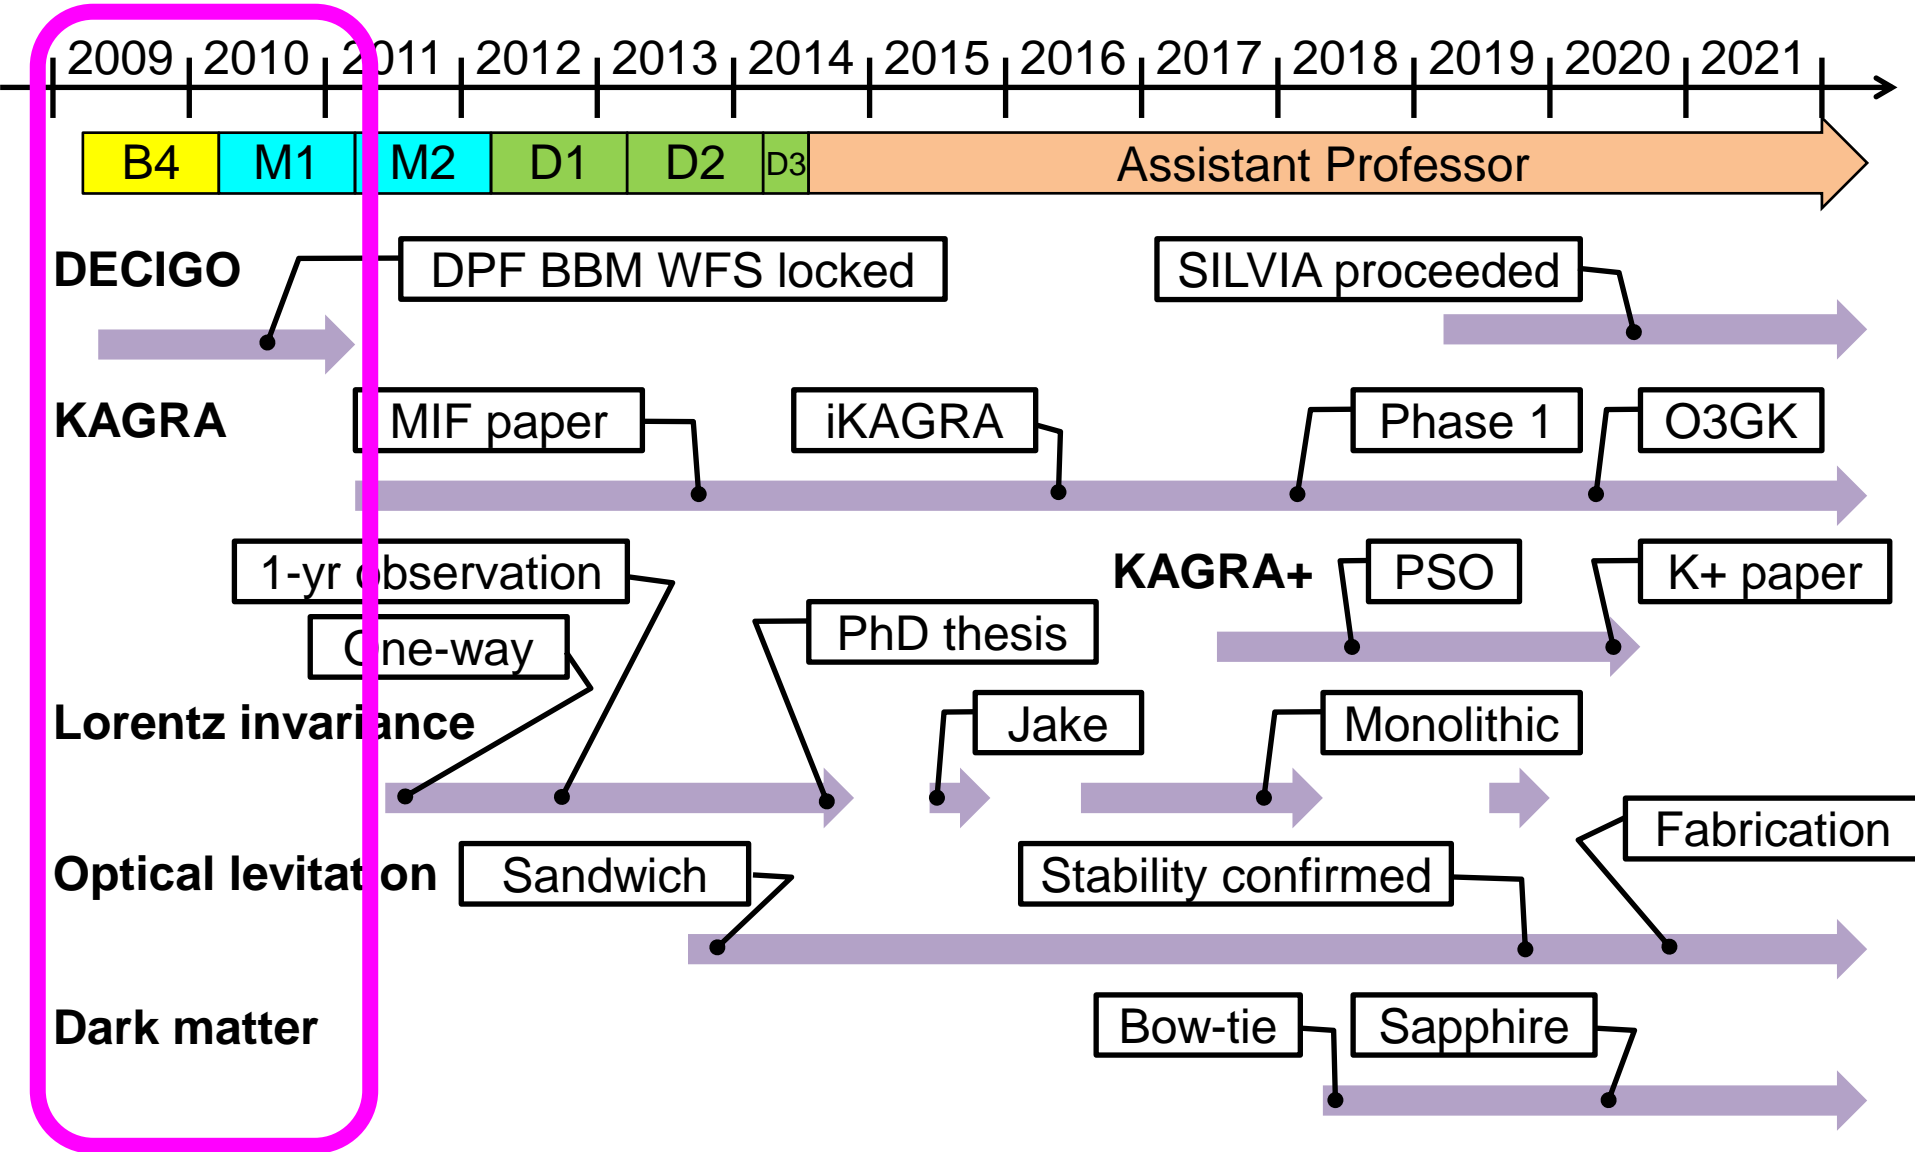 2009 2010 2011 2012 2013 2014 2015 2016 2017 2018 2019 2020 2021
B4 M1 M2 D1 D2 D3 Assistant Professor
DECIGO DPF BBM WFS locked SILVIA proceeded
KAGRA MIF paper iKAGRA Phase 1 O3GK
1-yr observation KAGRA+ PSO K+ paper
One-way PhD thesis
Lorentz invariance Jake Monolithic
Fabrication
Optical levitation Sandwich Stability confirmed
Dark matter Bow-tie Sapphire